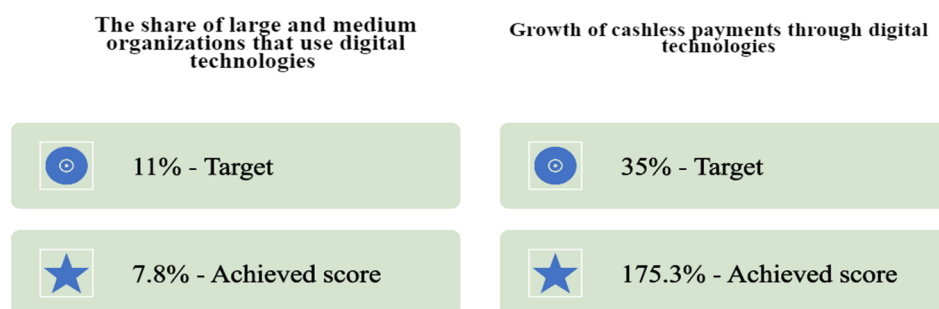 The share of large and medium
organizations that use digital
technologies
11% - Target
7.8% - Achieved score
Growth of cashless payments through digital
technologies
35% - Target
175.3% - Achieved score